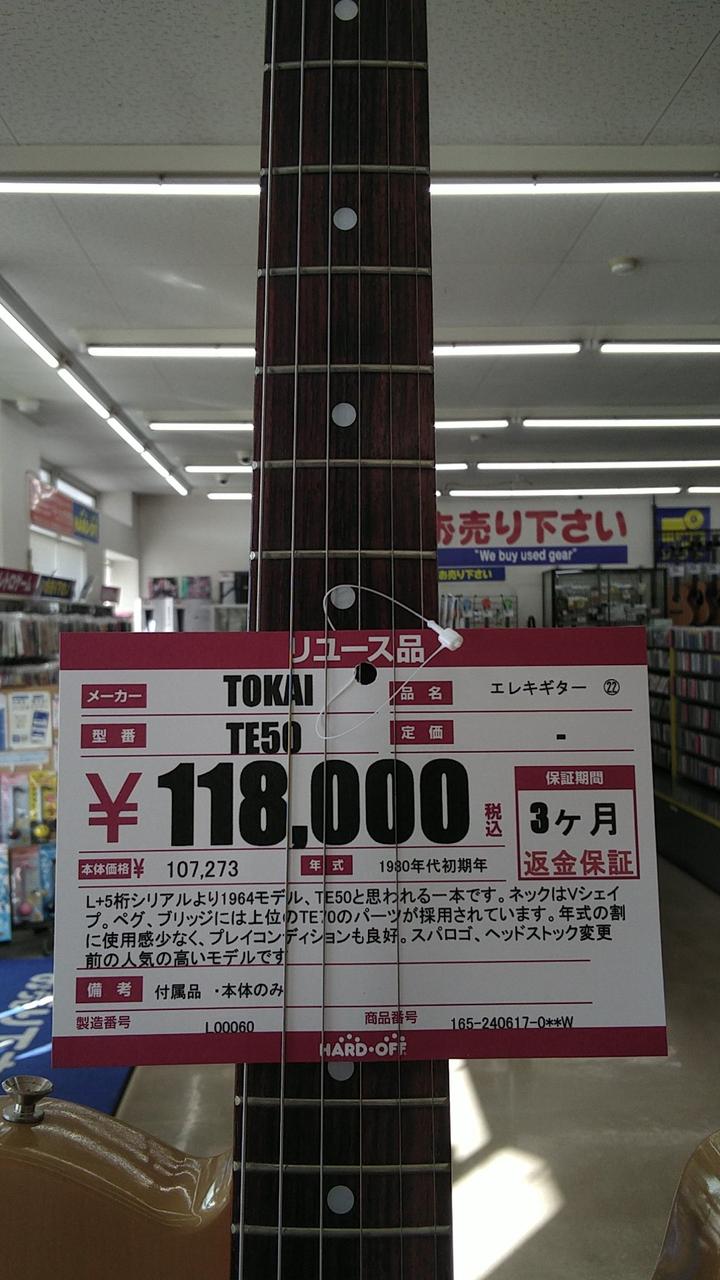 お売り下さい
"We buy used gear"
リユース品
メーカー TOKAI 品名 エレキギター ㉒
型番 TE50 定価 -
¥118,000 税込
保証期間
3ヶ月
返金保証
本体価格¥ 107,273 年式 1980年代初期年
L+5桁シリアルより1964モデル、TE50と思われる一本です。ネックはVシェイ
プ。ペグ、ブリッジには上位のTE70のパーツが採用されています。年式の割
に使用感少なく、プレイコンディションも良好。スパロゴ、ヘッドストック変更
前の人気の高いモデルです
備考 付属品 ・本体のみ
製造番号 L00060 商品番号 165-240617-0**W
HARD・OFF